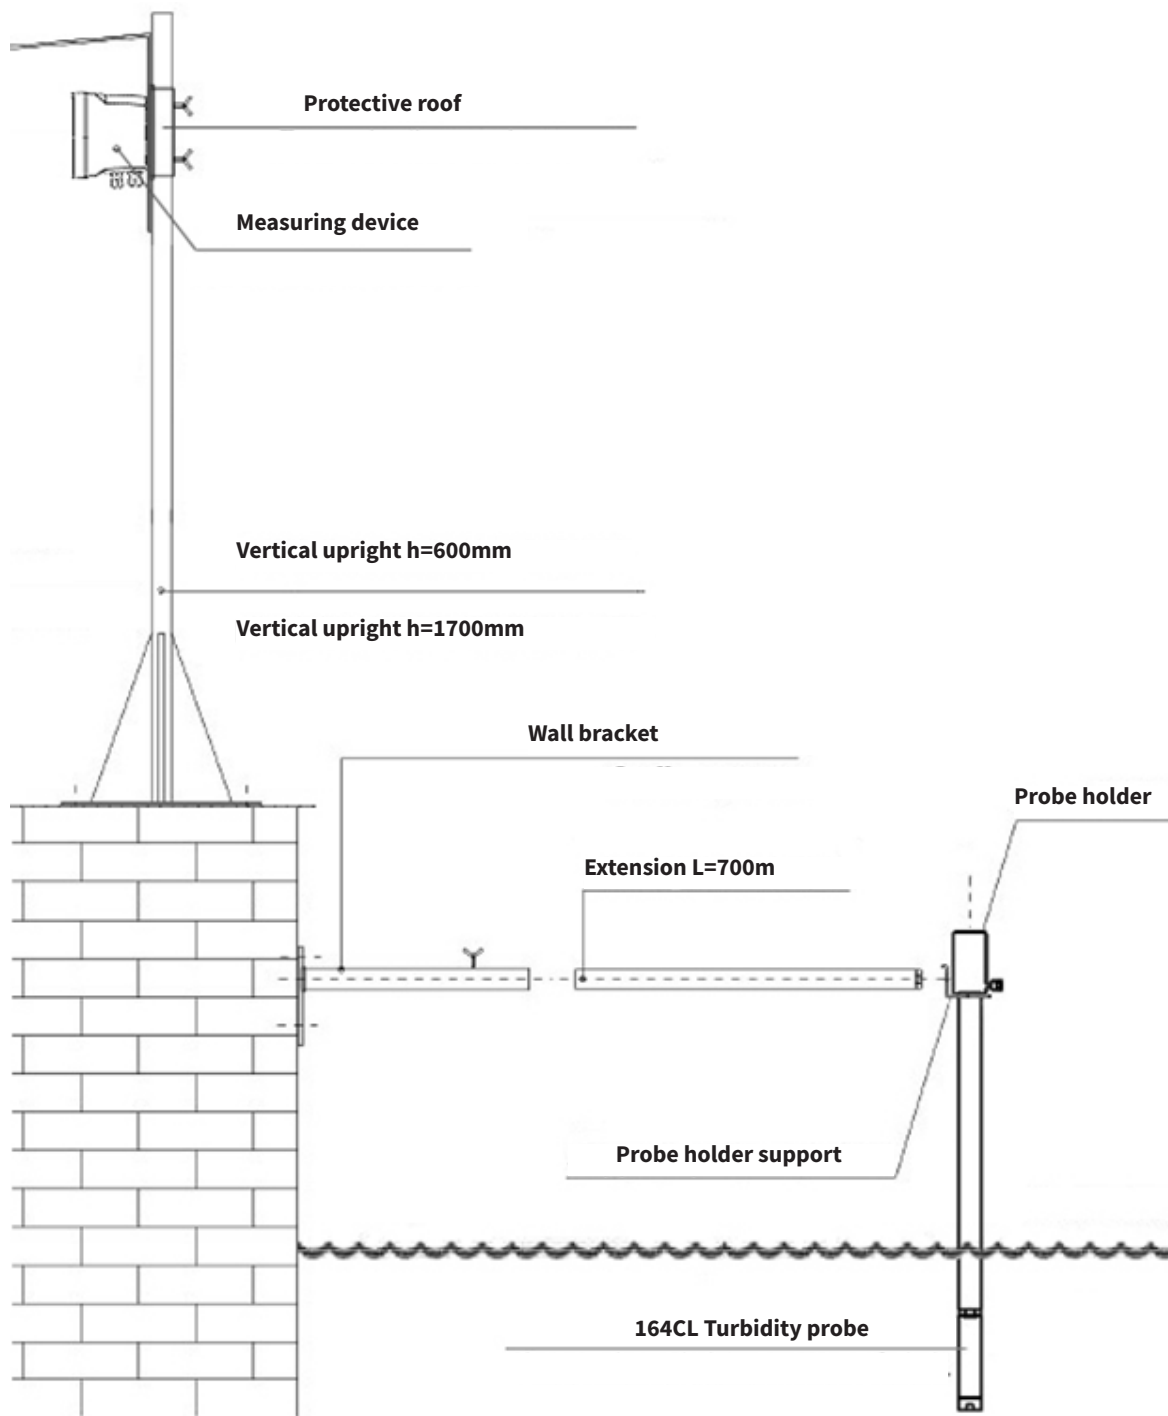 Protective roof
Measuring device
Vertical upright h=600mm
Vertical upright h=1700mm
Wall bracket
Probe holder
Extension L=700m
Probe holder support
164CL Turbidity probe